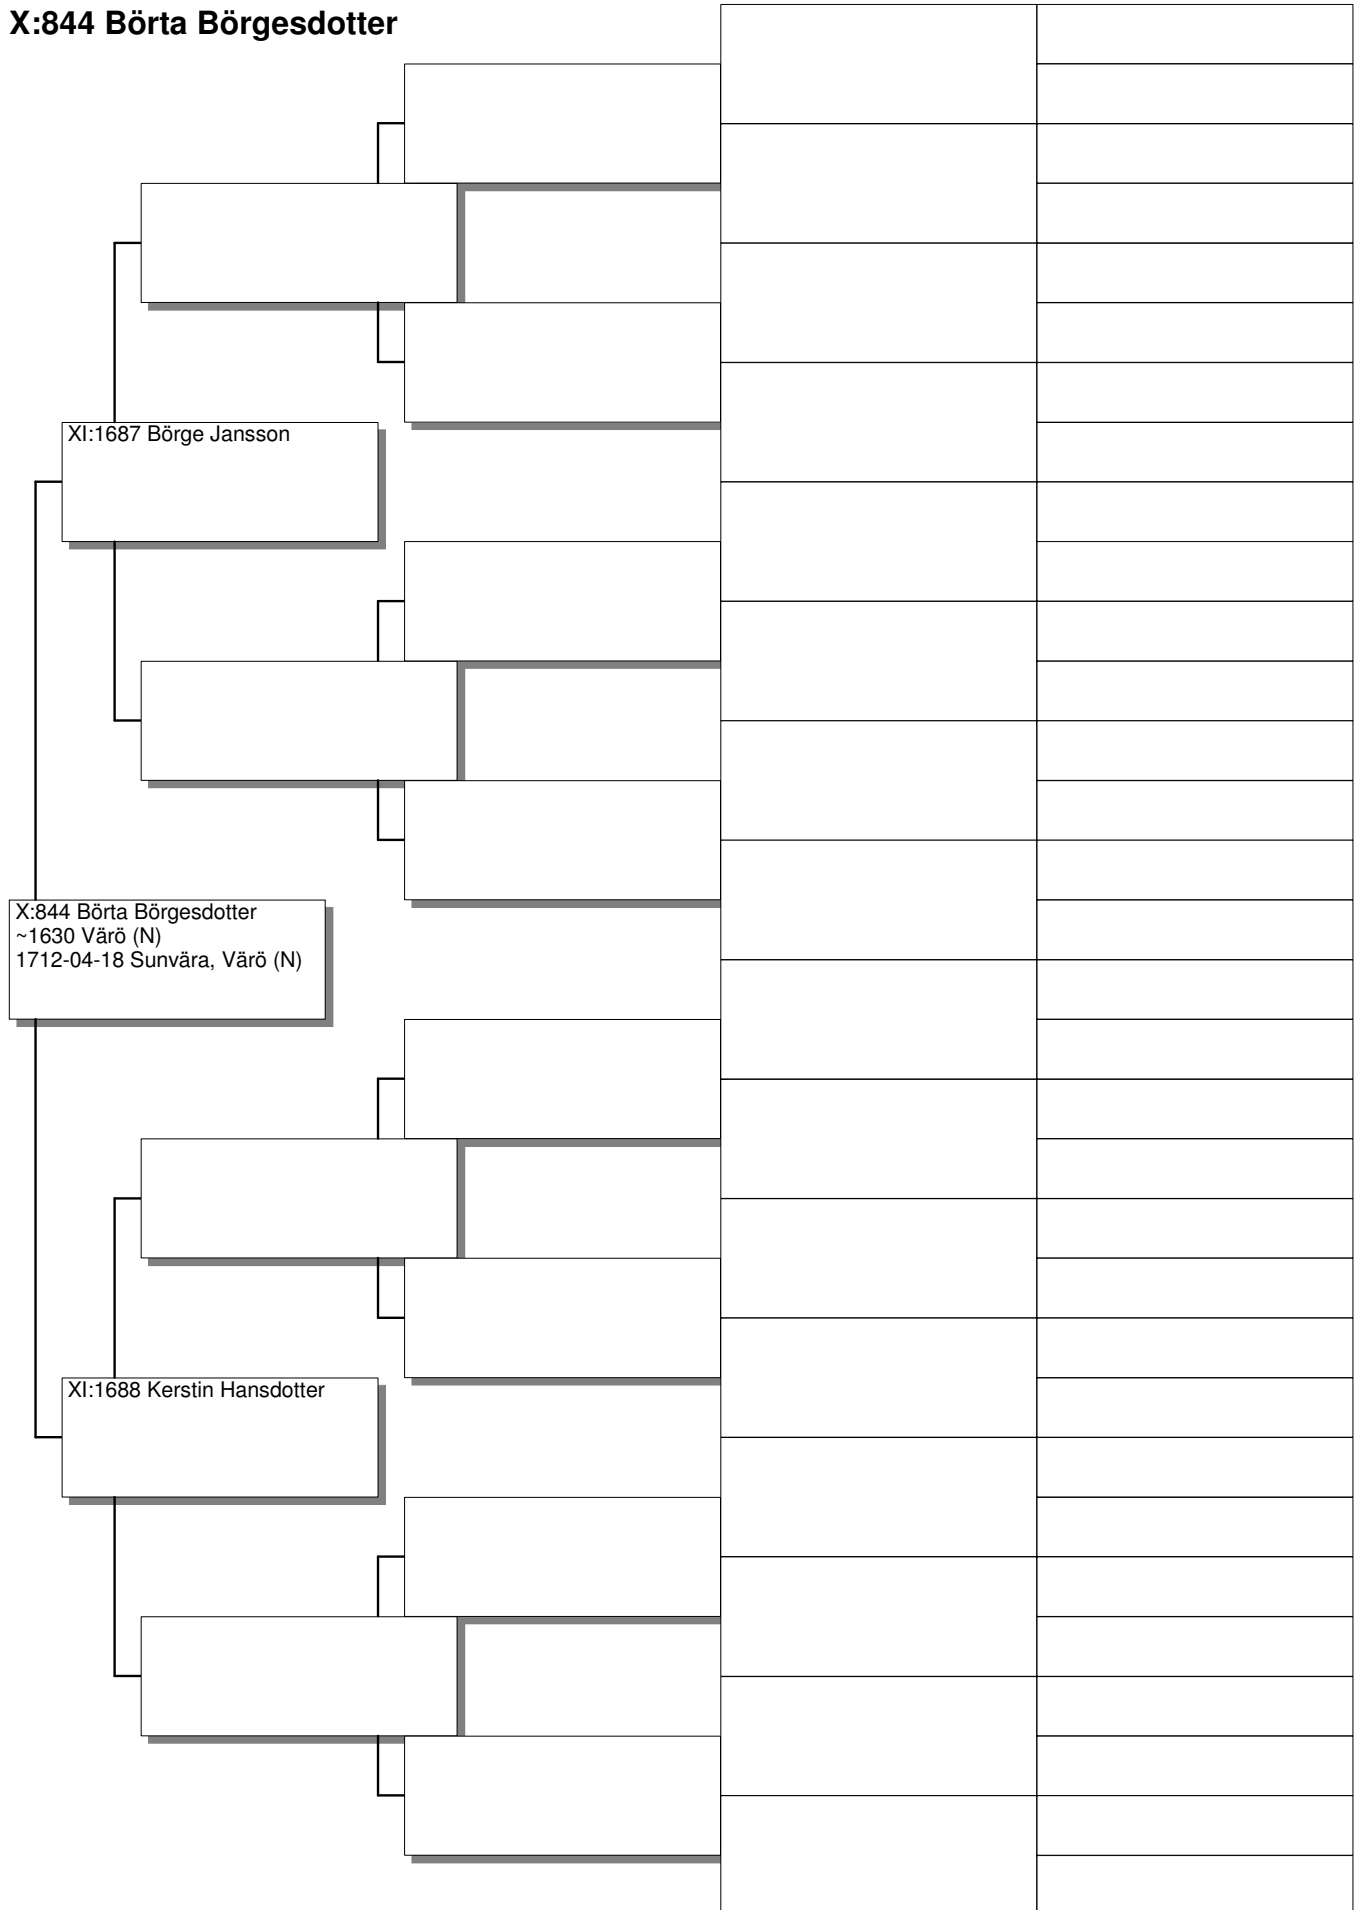 X:844 Börta Börgesdotter
XI:1687 Börge Jansson
X:844 Börta Börgesdotter
~1630 Värö (N)
1712-04-18 Sunvära, Värö (N)
XI:1688 Kerstin Hansdotter